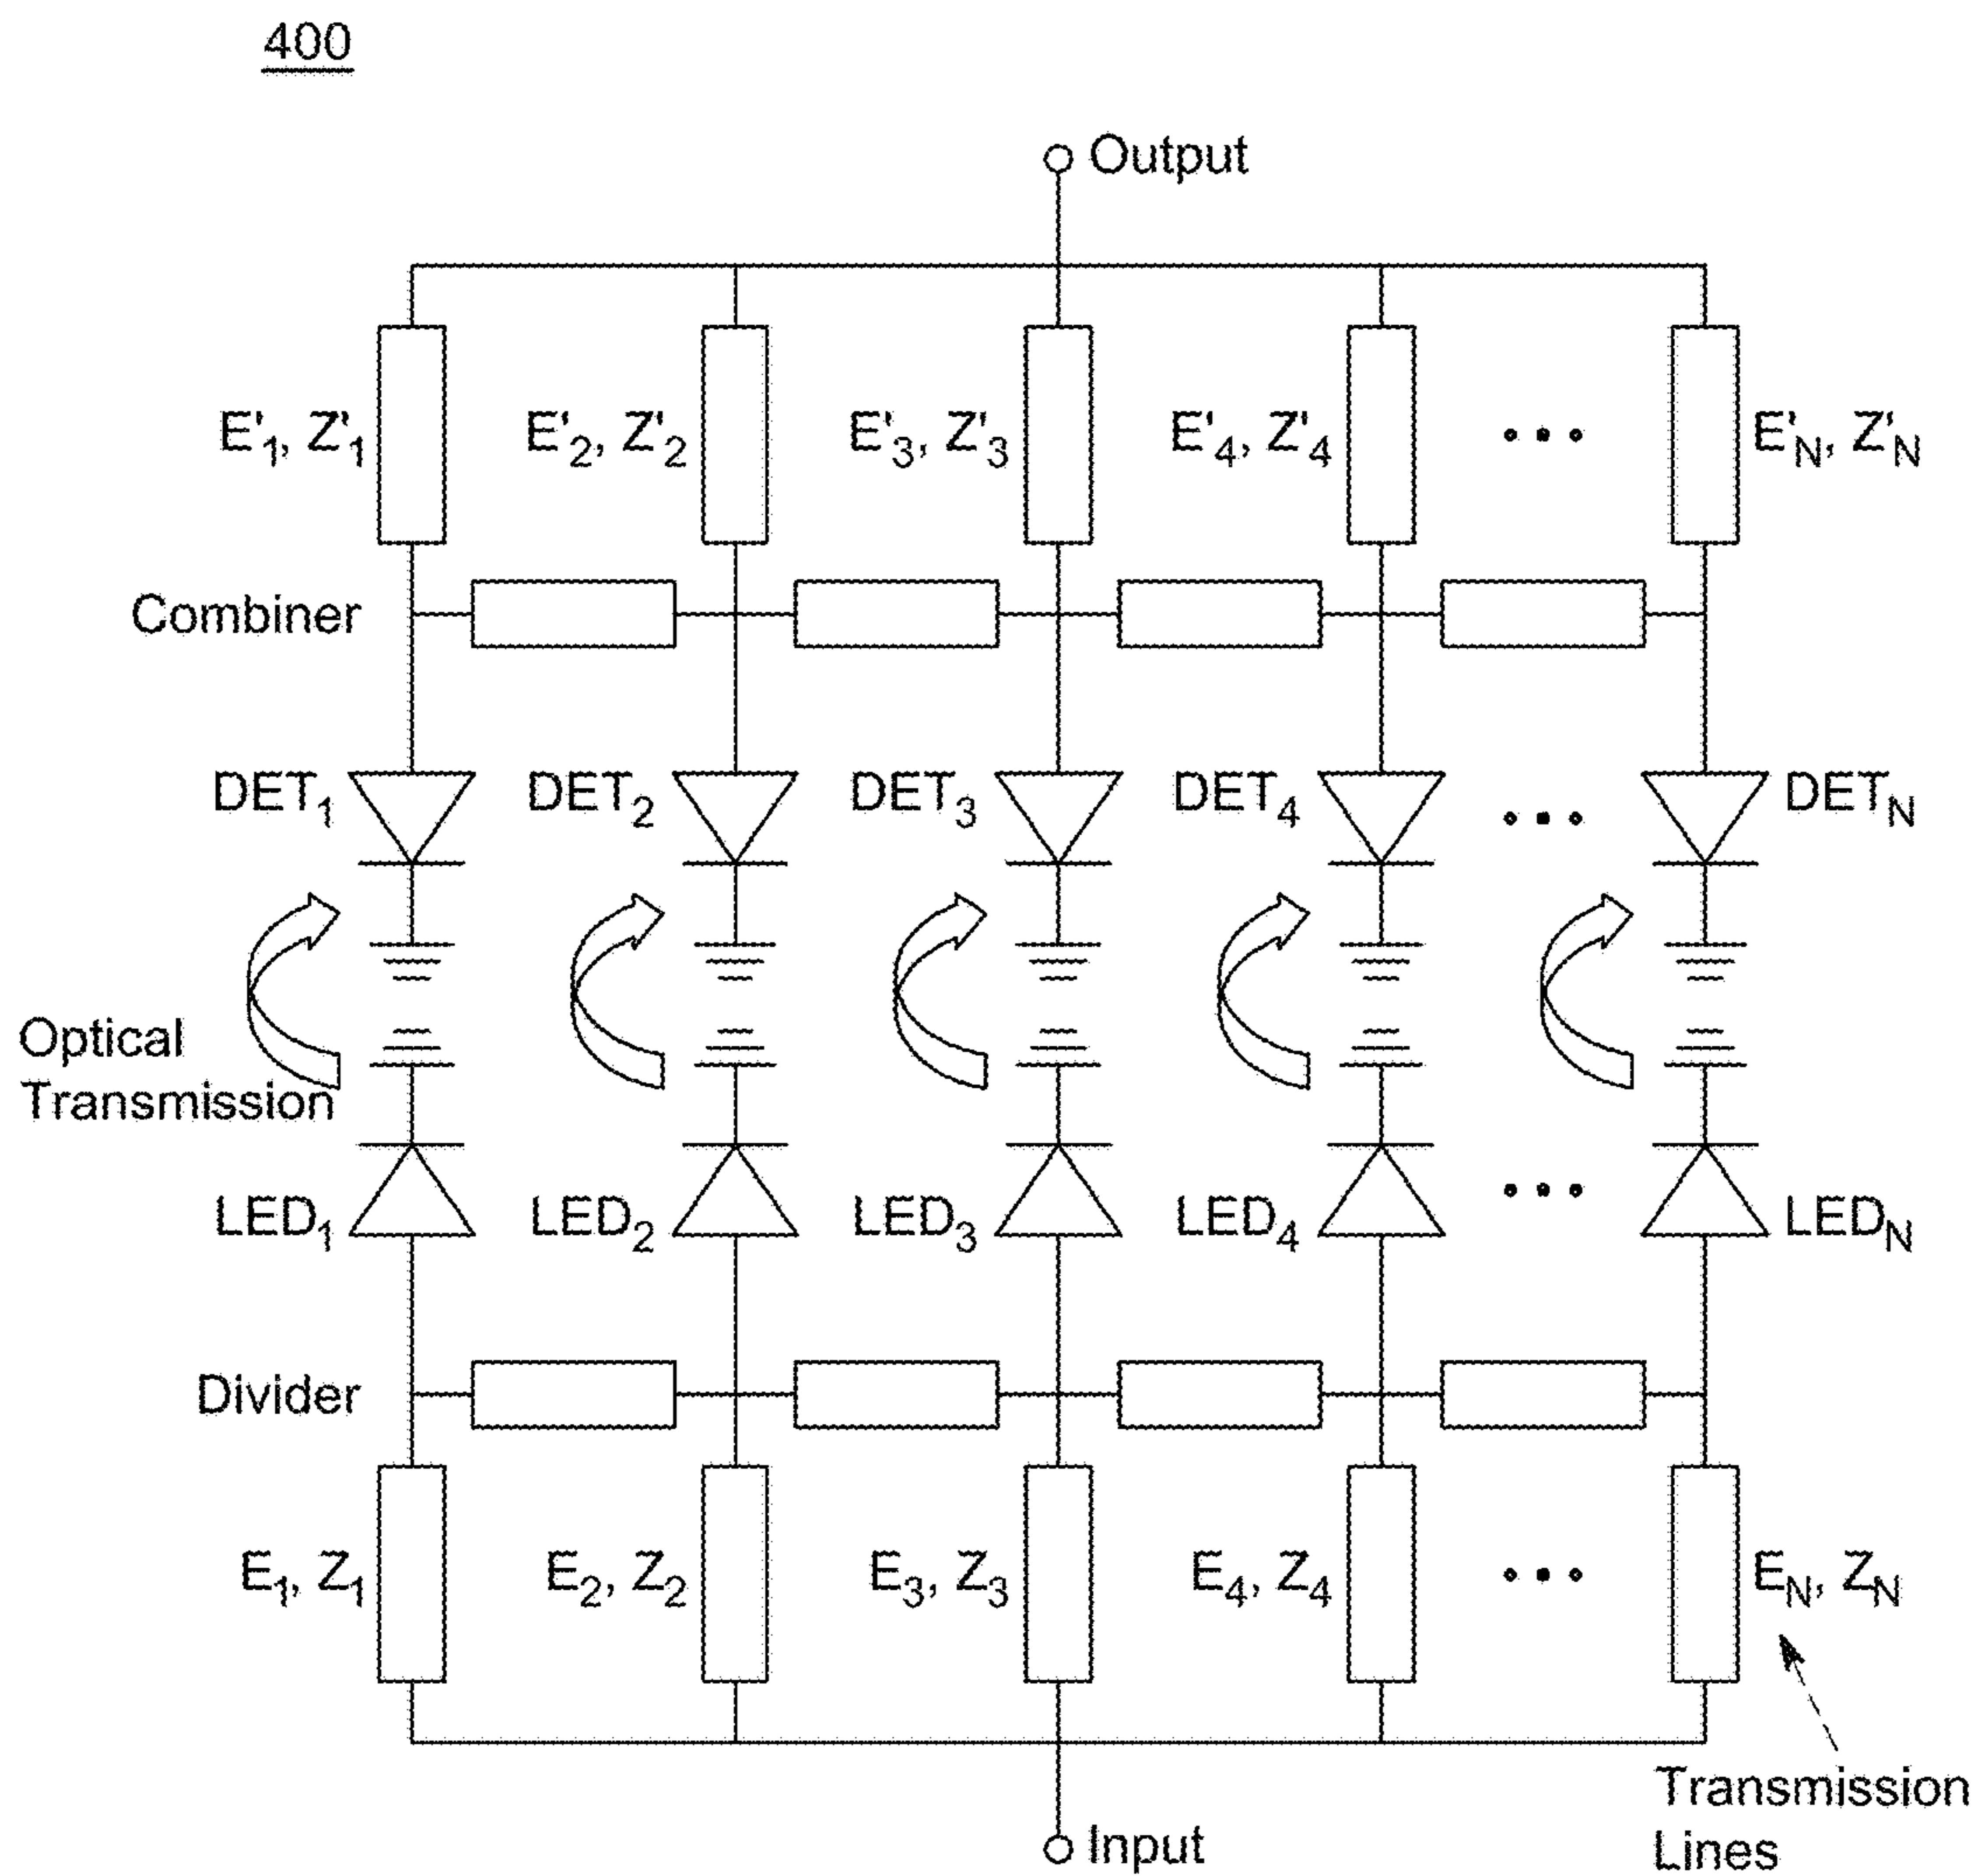 400
Output
E'1, Z'1 E'2, Z'2 E'3, Z'3 E'4, Z'4 ••• E'N, Z'N
Combiner
DET1 DET2 DET3 DET4 ••• DETN
Optical
Transmission
LED1 LED2 LED3 LED4 ••• LEDN
Divider
E1, Z1 E2, Z2 E3, Z3 E4, Z4 ••• EN, ZN
Transmission
Lines
Input